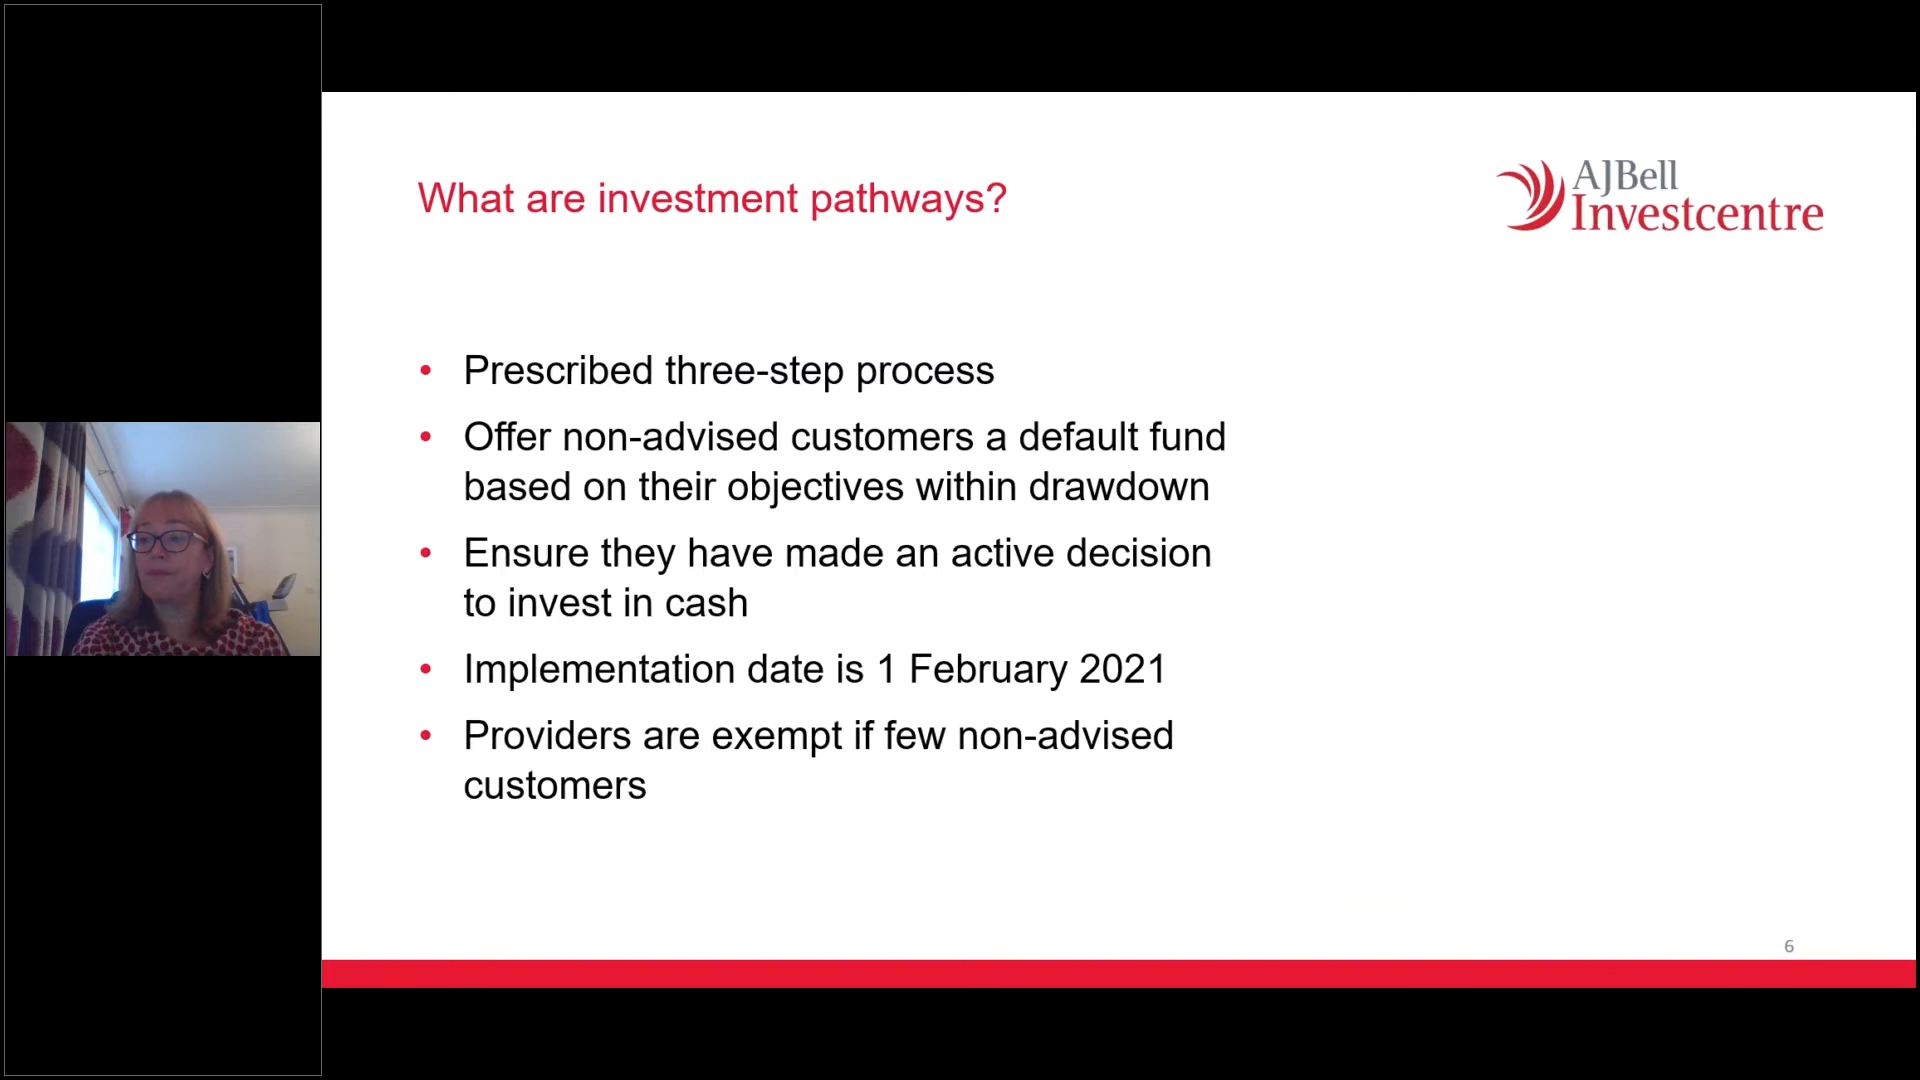 What are investment pathways?
AJBell
Investcentre
• Prescribed three-step process
• Offer non-advised customers a default fund
based on their objectives within drawdown
• Ensure they have made an active decision
to invest in cash
• Implementation date is 1 February 2021
• Providers are exempt if few non-advised
customers
6